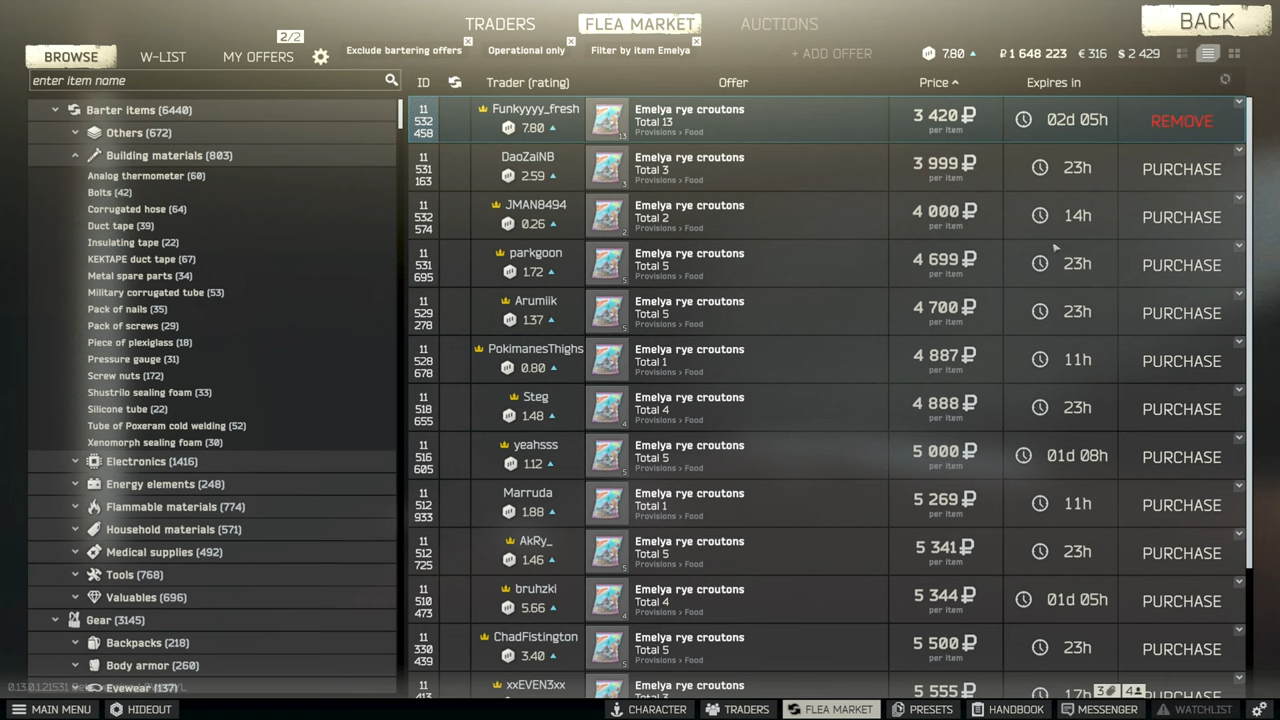 TRADERS FLEA MARKET AUCTIONS BACK
BROWSE W-LIST MY OFFERS 2/2
Exclude bartering offers Operational only Filter by item Emelya + ADD OFFER 7.80 ₽ 1 648 223 € 316 $ 2 429
enter item name
ID Trader (rating) Offer Price Expires in
Barter items (6440)
Others (672)
Building materials (803)
Analog thermometer (60)
Bolts (42)
Corrugated hose (64)
Duct tape (39)
Insulating tape (22)
KEKTAPE duct tape (67)
Metal spare parts (34)
Military corrugated tube (53)
Pack of nails (35)
Pack of screws (29)
Piece of plexiglass (18)
Pressure gauge (31)
Screw nuts (172)
Shustrilo sealing foam (33)
Silicone tube (22)
Tube of Poxeram cold welding (52)
Xenomorph sealing foam (30)
Electronics (1416)
Energy elements (248)
Flammable materials (774)
Household materials (571)
Medical supplies (492)
Tools (768)
Valuables (696)
Gear (3145)
Backpacks (218)
Body armor (260)
Eyewear (137)
11 532 458 Funkyyyy_fresh 7.80 13 Emelya rye croutons Total 13 Provisions > Food 3 420 ₽ per item 02d 05h REMOVE
11 531 163 DaoZaiNB 2.59 3 Emelya rye croutons Total 3 Provisions > Food 3 999 ₽ per item 23h PURCHASE
11 532 574 JMAN8494 0.26 2 Emelya rye croutons Total 2 Provisions > Food 4 000 ₽ per item 14h PURCHASE
11 531 695 parkgoon 1.72 5 Emelya rye croutons Total 5 Provisions > Food 4 699 ₽ per item 23h PURCHASE
11 529 278 Arumiik 1.37 5 Emelya rye croutons Total 5 Provisions > Food 4 700 ₽ per item 23h PURCHASE
11 528 678 PokimanesThighs 0.80 Emelya rye croutons Total 1 Provisions > Food 4 887 ₽ per item 11h PURCHASE
11 518 655 Steg 1.48 4 Emelya rye croutons Total 4 Provisions > Food 4 888 ₽ per item 23h PURCHASE
11 516 605 yeahsss 1.12 5 Emelya rye croutons Total 5 Provisions > Food 5 000 ₽ per item 01d 08h PURCHASE
11 512 933 Marruda 1.88 Emelya rye croutons Total 1 Provisions > Food 5 269 ₽ per item 11h PURCHASE
11 512 725 AkRy_ 1.46 5 Emelya rye croutons Total 5 Provisions > Food 5 341 ₽ per item 23h PURCHASE
11 510 473 bruhzki 5.66 4 Emelya rye croutons Total 4 Provisions > Food 5 344 ₽ per item 01d 05h PURCHASE
11 330 439 ChadFistington 3.40 5 Emelya rye croutons Total 5 Provisions > Food 5 500 ₽ per item 23h PURCHASE
11 413 xxEVEN3xx Emelya rye croutons 5 555 ₽ 17h PURCHASE
3 4
MAIN MENU HIDEOUT CHARACTER TRADERS FLEA MARKET PRESETS HANDBOOK MESSENGER WATCHLIST